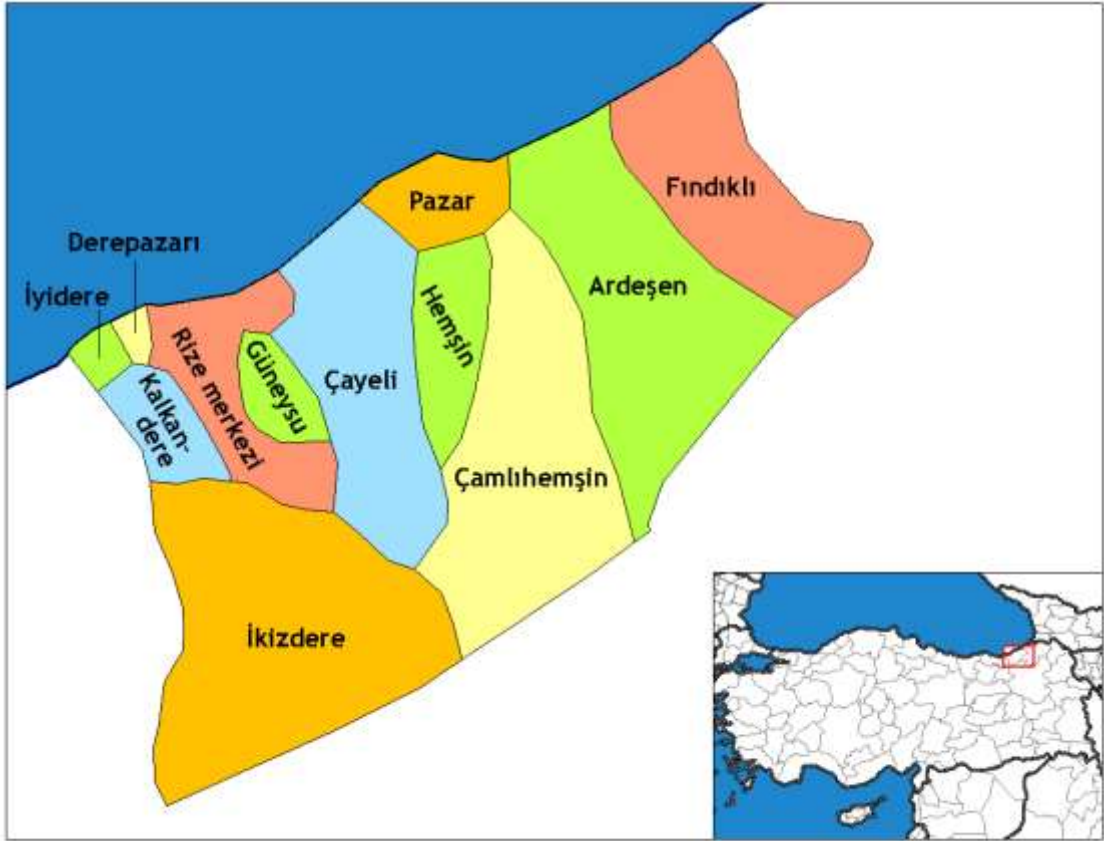 Fındıklı
Pazar
Derepazarı
İyidere
Ardeşen
Hemşin
Rize merkezi
Güneysu
Çayeli
Kalkan-
dere
Çamlıhemşin
İkizdere